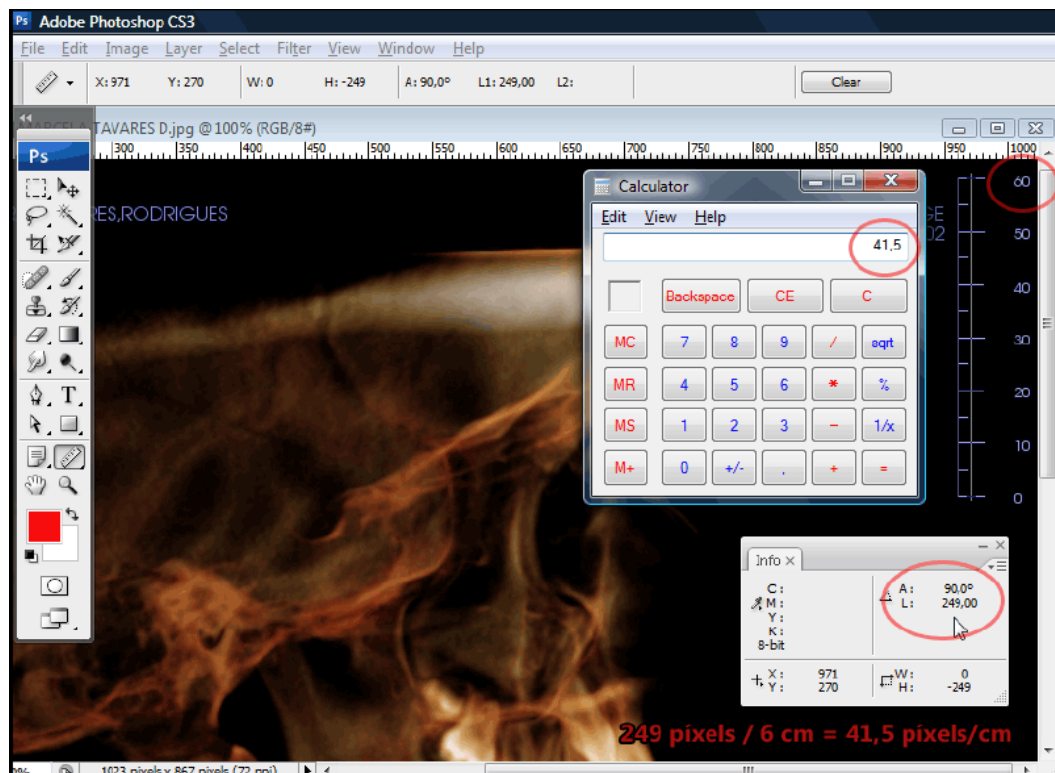 Ps Adobe Photoshop CS3
File Edit Image Layer Select Filter View Window Help
X: 971 Y: 270 W: 0 H: -249 A: 90,0° L1: 249,00 L2: Clear
TAVARES D.jpg @ 100% (RGB/8#)
Ps
300 350 400 450 500 550 600 650 700 750 800 850 900 950 1000
ES,RODRIGUES
GE
02
60
50
40
30
20
10
0
Calculator
Edit View Help
41,5
Backspace CE C
MC 7 8 9 / sqrt
MR 4 5 6 * %
MS 1 2 3 - 1/x
M+ 0 +/- , + =
T
Info
C:
M:
Y:
K:
8-bit
A: 90,0°
L: 249,00
X: 971
Y: 270
W: 0
H: -249
249 pixels / 6 cm = 41,5 pixels/cm
1023 pixels x 867 pixels (72 ppi)